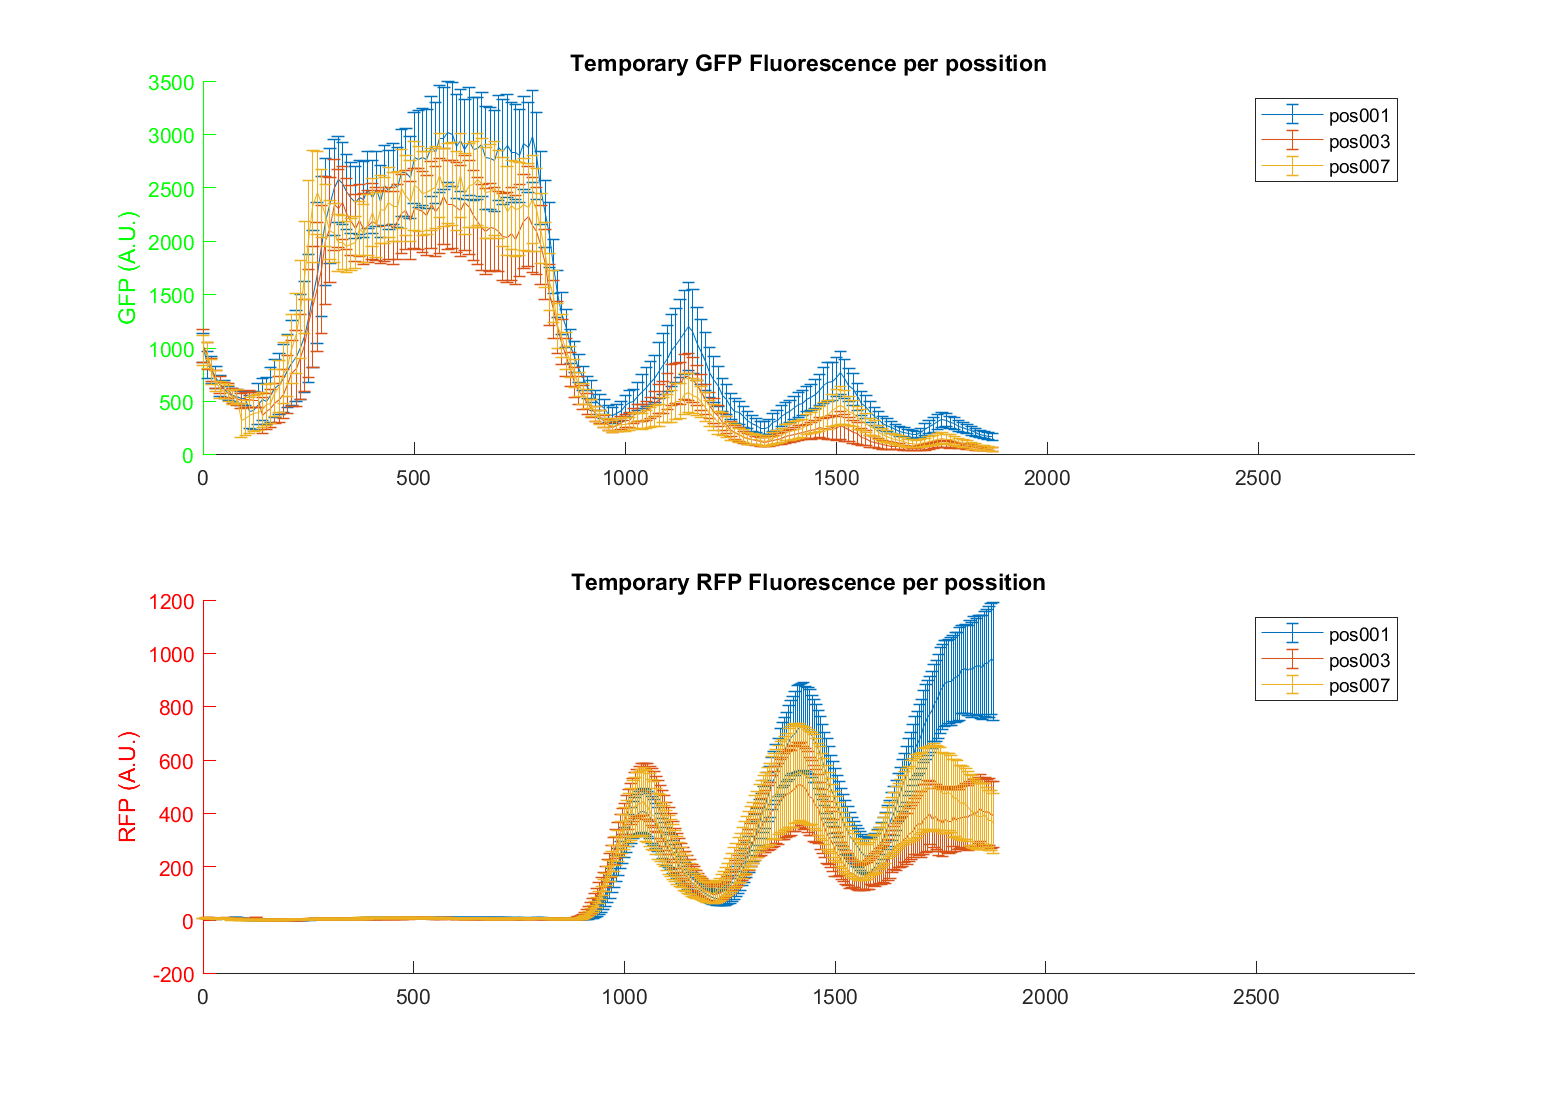 Temporary GFP Fluorescence per possition
GFP (A.U.)
3500
3000
2500
2000
1500
1000
500
0
0 500 1000 1500 2000 2500
pos001
pos003
pos007
Temporary RFP Fluorescence per possition
RFP (A.U.)
1200
1000
800
600
400
200
0
-200
0 500 1000 1500 2000 2500
pos001
pos003
pos007